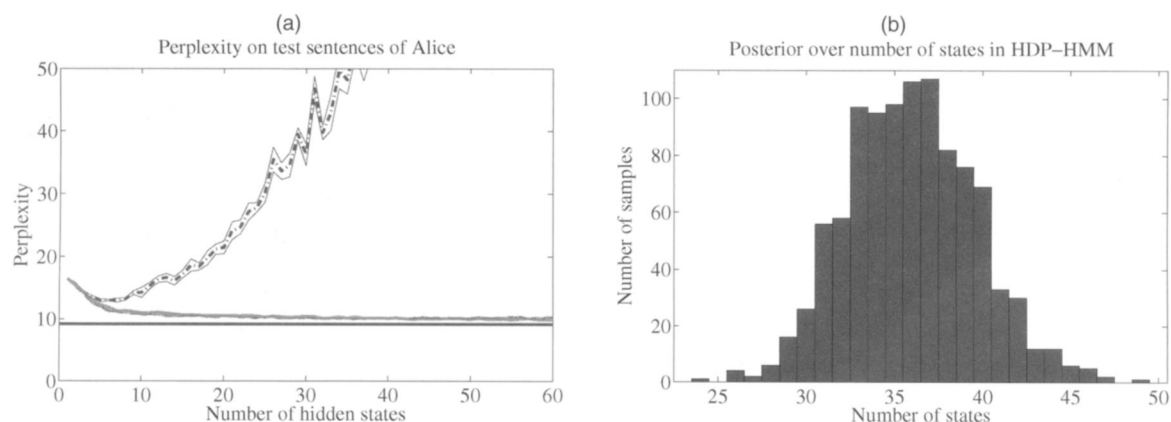 (a)
Perplexity on test sentences of Alice
50
40
30
20
10
0
Perplexity
0 10 20 30 40 50 60
Number of hidden states
(b)
Posterior over number of states in HDP−HMM
100
80
60
40
20
0
Number of samples
25 30 35 40 45 50
Number of states